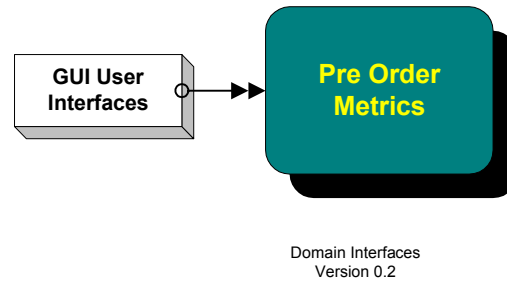 GUI User
Interfaces
Pre Order
Metrics
Domain Interfaces
Version 0.2